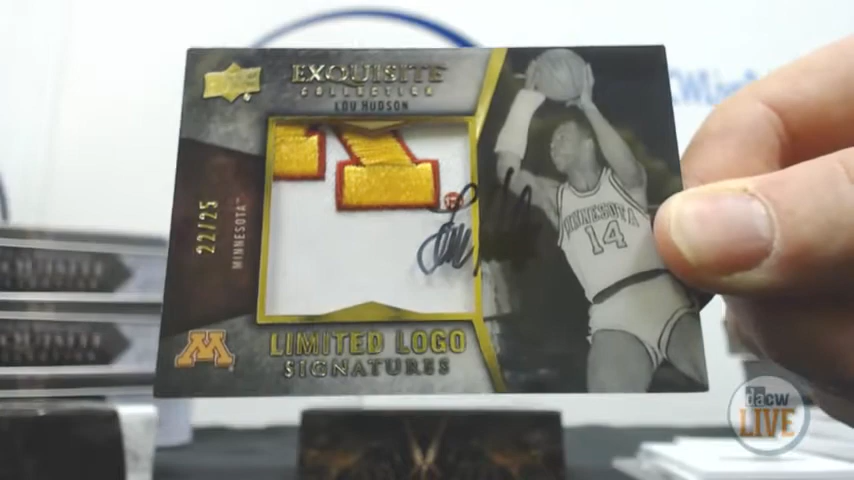 EXQUISITE
COLLECTION
LOU HUDSON
22/25
MINNESOTA
MINNESOTA
14
M
LIMITED LOGO
SIGNATURES
dacw
LIVE